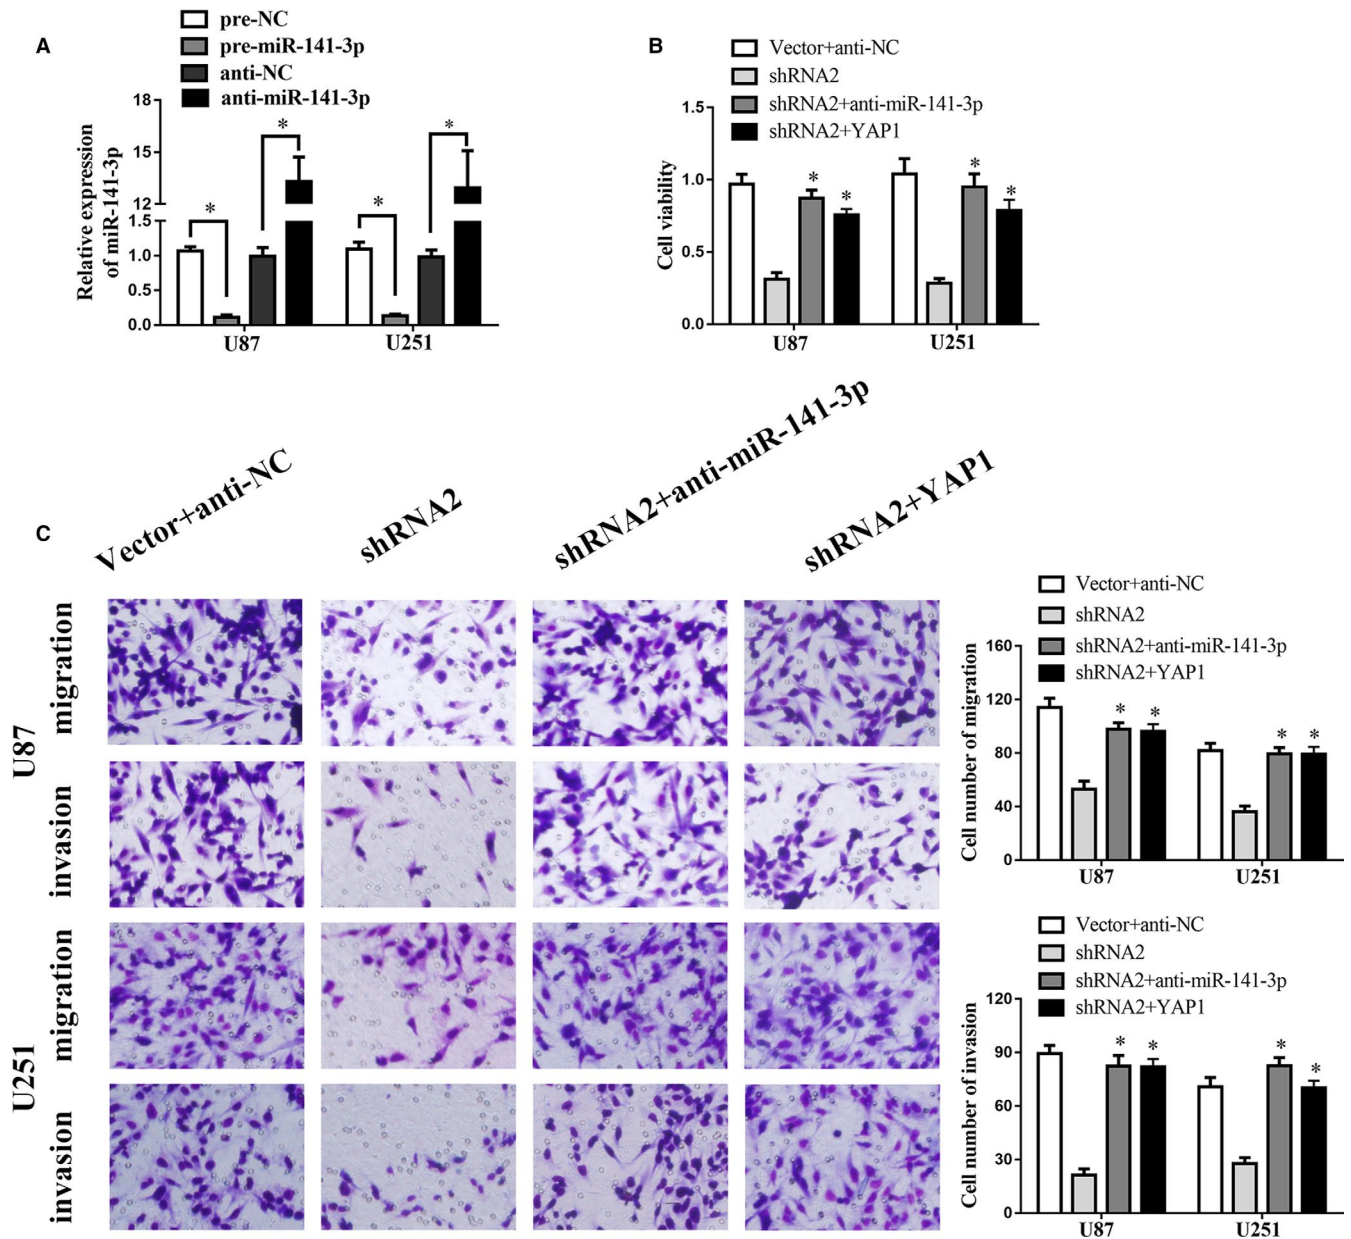 A
pre-NC
pre-miR-141-3p
anti-NC
anti-miR-141-3p
Relative expression
of miR-141-3p
18
15
12
1.5
1.0
0.5
0.0
*
*
*
*
U87
U251
B
Vector+anti-NC
shRNA2
shRNA2+anti-miR-141-3p
shRNA2+YAP1
Cell viability
1.5
1.0
0.5
0.0
*
*
*
*
U87
U251
C
Vector+anti-NC
shRNA2
shRNA2+anti-miR-141-3p
shRNA2+YAP1
U87
migration
invasion
U251
migration
invasion
Vector+anti-NC
shRNA2
shRNA2+anti-miR-141-3p
shRNA2+YAP1
Cell number of migration
160
120
80
40
0
*
*
*
*
U87
U251
Vector+anti-NC
shRNA2
shRNA2+anti-miR-141-3p
shRNA2+YAP1
Cell number of invasion
120
90
60
30
0
*
*
*
*
U87
U251